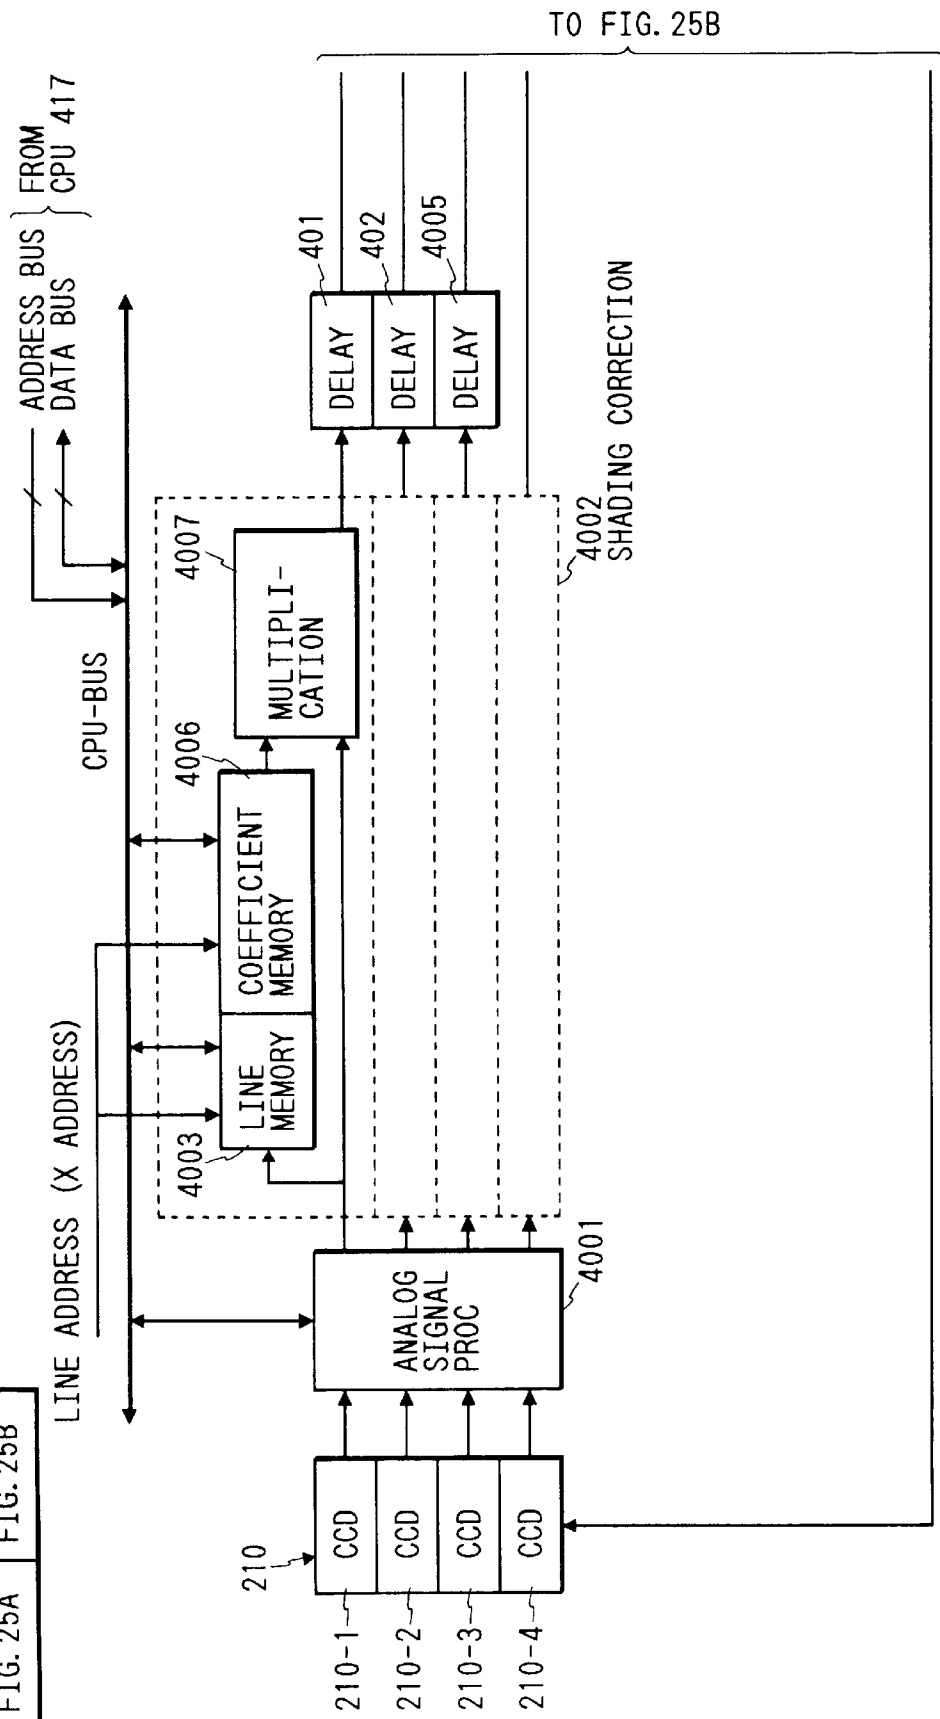 FIG. 25A FIG. 25B
TO FIG. 25B
ADDRESS BUS
DATA BUS
FROM
CPU 417
LINE ADDRESS (X ADDRESS)
CPU-BUS
210
210-1
210-2
210-3
210-4
CCD
CCD
CCD
CCD
ANALOG
SIGNAL
PROC
4001
4003
LINE
MEMORY
COEFFICIENT
MEMORY
4006
MULTIPLI-
CATION
4007
4002
SHADING CORRECTION
DELAY
DELAY
DELAY
401
402
4005